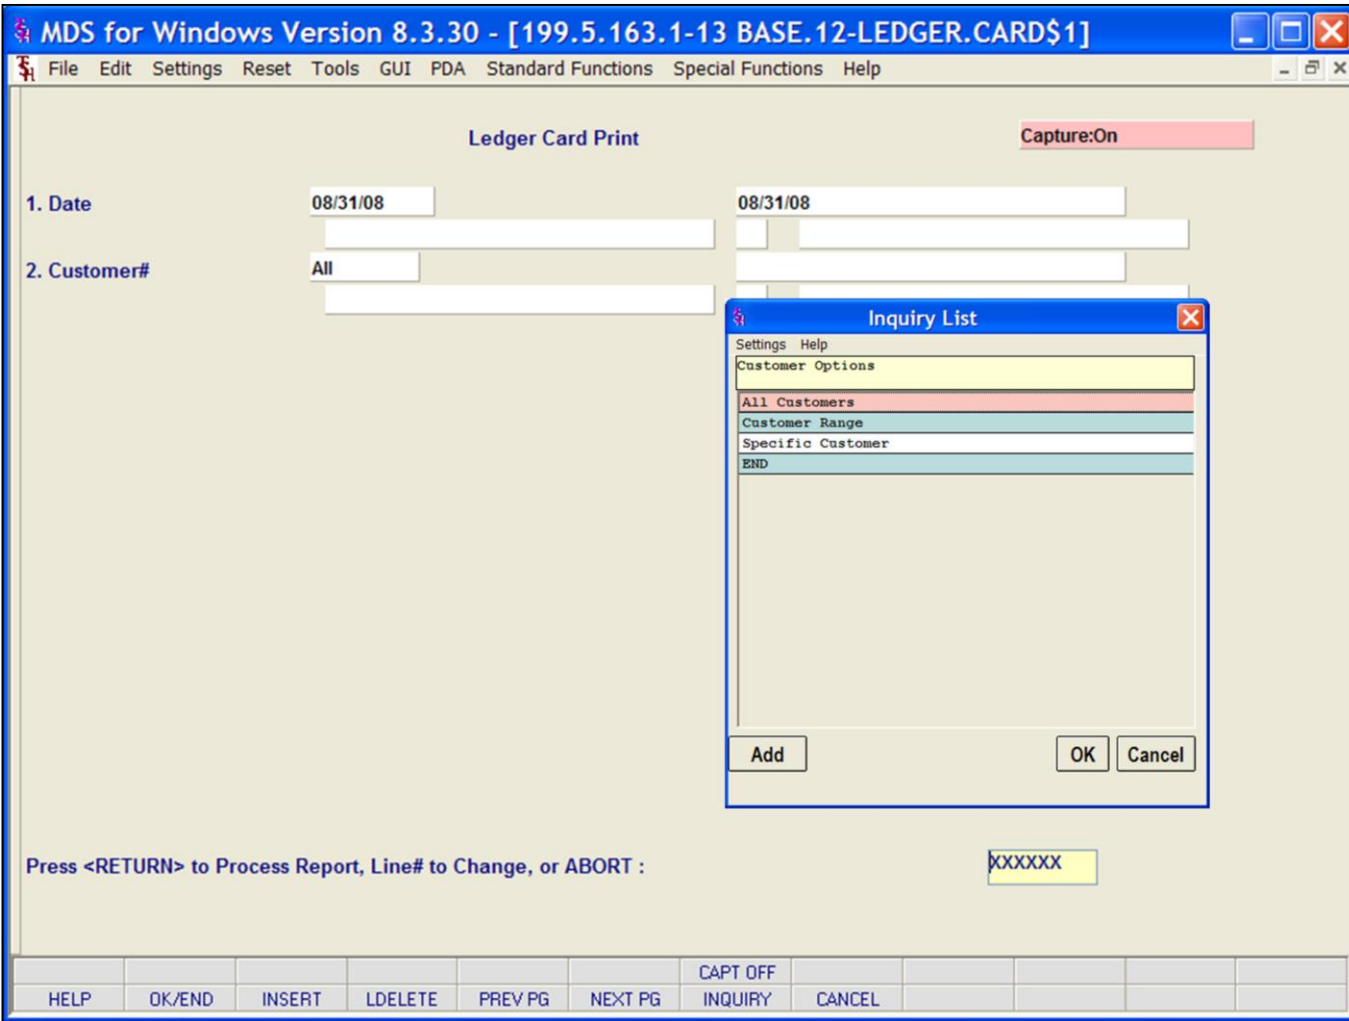 MDS for Windows Version 8.3.30 - [199.5.163.1-13 BASE.12-LEDGER.CARD$1]
File Edit Settings Reset Tools GUI PDA Standard Functions Special Functions Help
Ledger Card Print
Capture:On
1. Date 08/31/08 08/31/08
2. Customer# All
Inquiry List
Settings Help
Customer Options
All Customers
Customer Range
Specific Customer
END
Add OK Cancel
Press <RETURN> to Process Report, Line# to Change, or ABORT : XXXXXX
CAPT OFF
HELP OK/END INSERT LDELETE PREV PG NEXT PG INQUIRY CANCEL